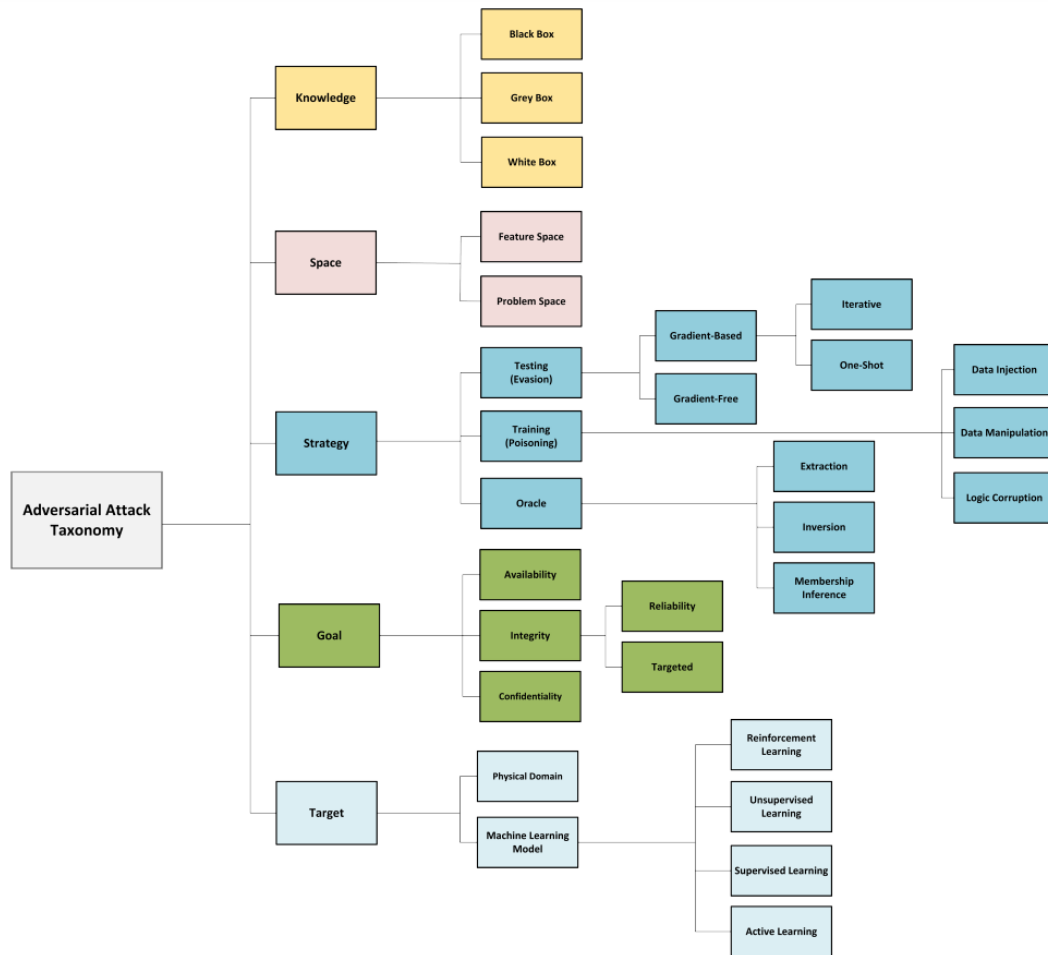 Black Box
Knowledge
Grey Box
White Box
Feature Space
Space
Problem Space
Iterative
Gradient-Based
One-Shot
Testing
(Evasion)
Data Injection
Gradient-Free
Training
(Poisoning)
Data Manipulation
Strategy
Extraction
Oracle
Logic Corruption
Adversarial Attack
Taxonomy
Inversion
Availability
Membership
Inference
Reliability
Goal
Integrity
Targeted
Confidentiality
Reinforcement
Learning
Physical Domain
Unsupervised
Learning
Target
Machine Learning
Model
Supervised Learning
Active Learning